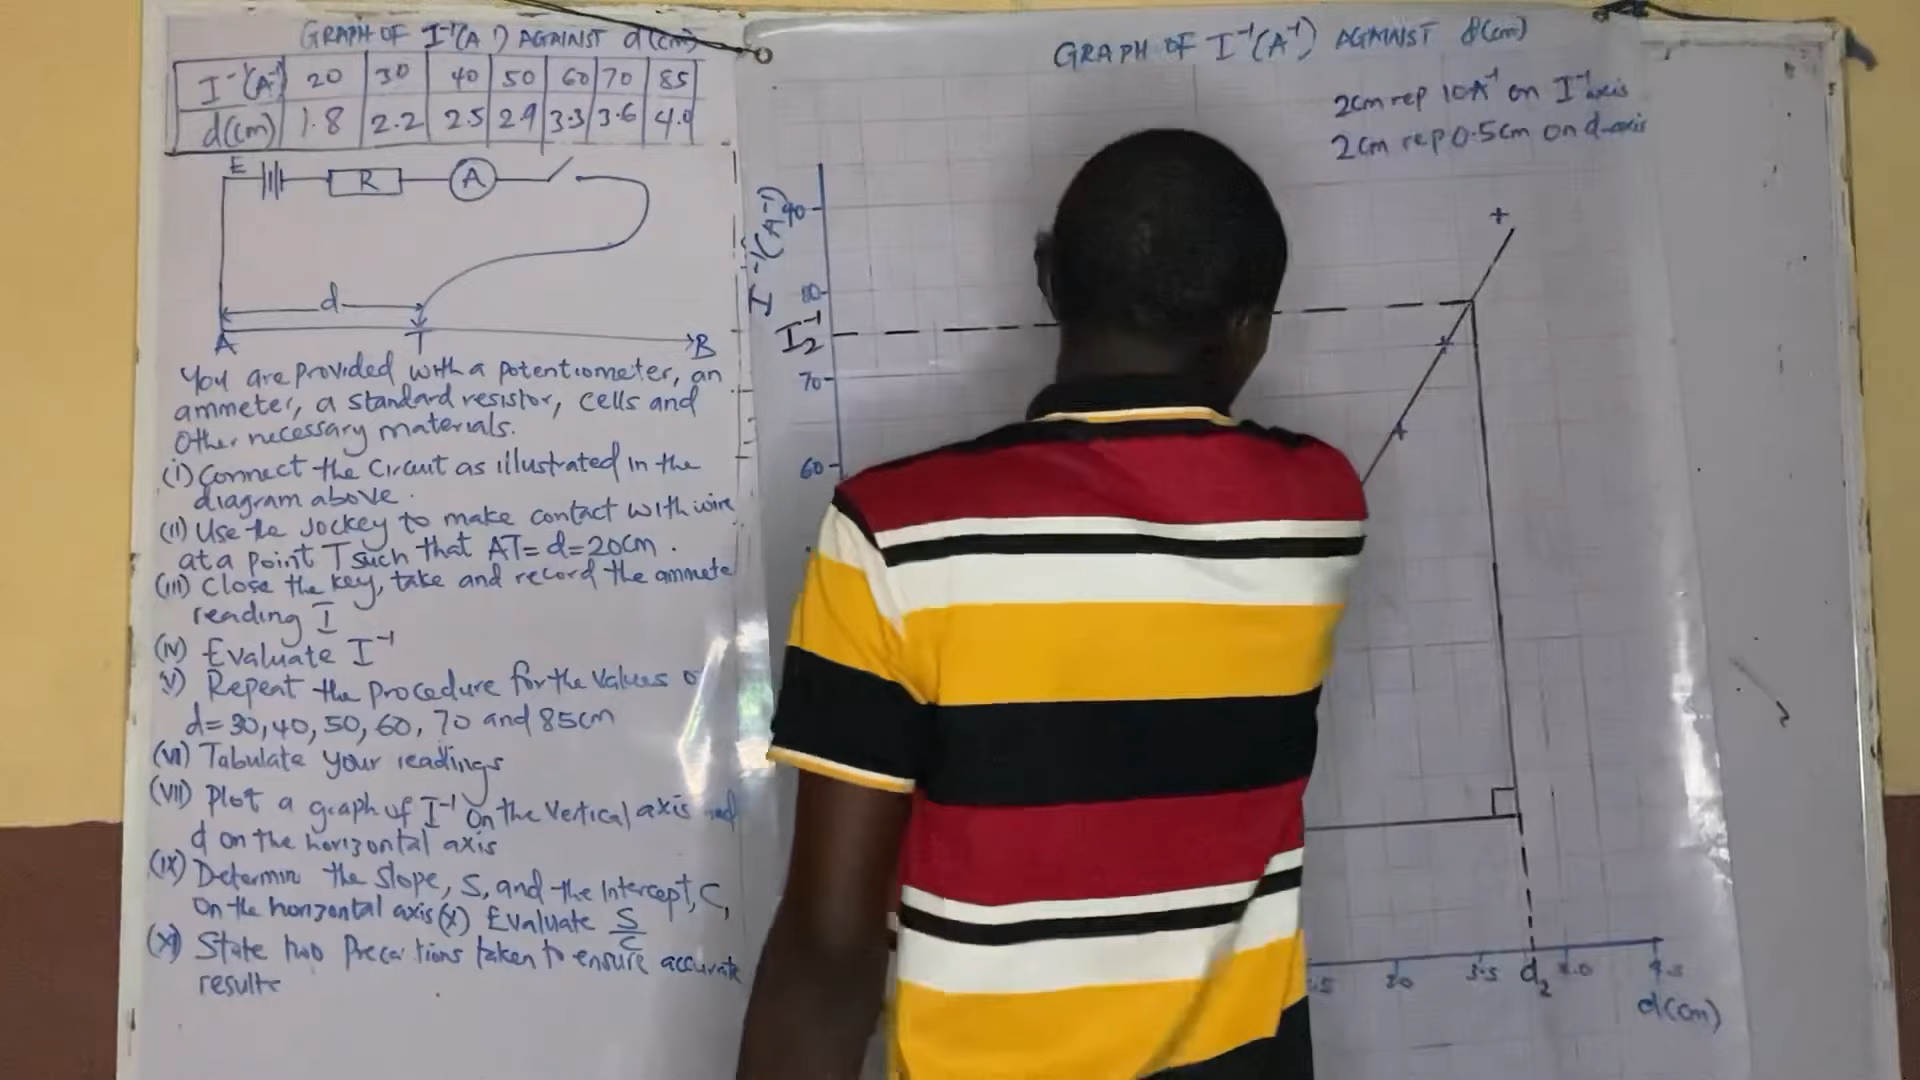 GRAPH OF I⁻¹(A⁻¹) AGAINST d(cm)
I⁻¹(A⁻¹) 20 30 40 50 60 70 85
d(cm) 1.8 2.2 2.5 2.9 3.3 3.6 4.0
E R A
d
A T B
You are provided with a potentiometer, an
ammeter, a standard resistor, cells and
Other necessary materials.
(i) Connect the Circuit as illustrated in the
diagram above.
(ii) Use the Jockey to make contact with wire
at a point T such that AT=d=20cm.
(iii) Close the key, take and record the ammete
reading I
(iv) Evaluate I⁻¹
v) Repeat the procedure for the values o
d=30,40,50,60,70 and 85cm
(vi) Tabulate your readings
(vii) Plot a graph of I⁻¹ on the vertical axis and
d on the horizontal axis
(ix) Determin the slope, S, and the Intercept, C,
on the horizontal axis (x) Evaluate S/C
(xi) State two Precautions taken to ensure accurate
results
GRAPH OF I⁻¹(A⁻¹) AGAINST d(cm)
2cm rep 10A⁻¹ on I⁻¹ axis
2cm rep 0.5cm on d-axis
I⁻¹(A⁻¹)
90
80
I₂⁻¹
70
60
3.5 d₂ 4.0
d(cm)